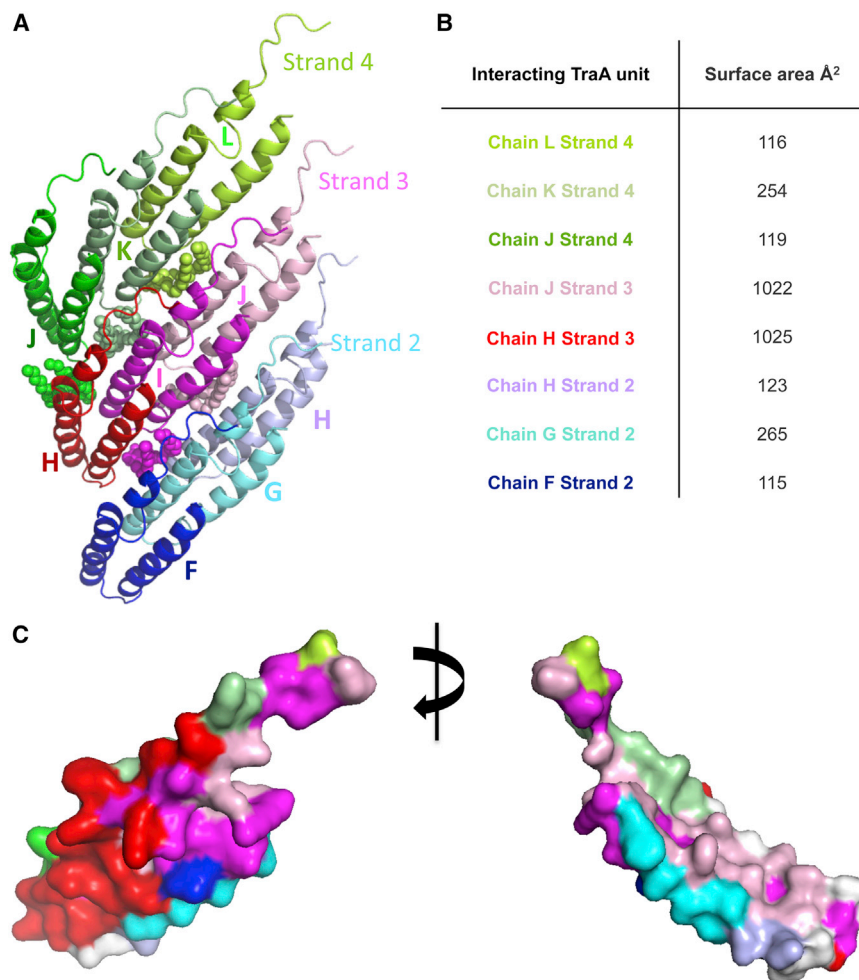 A
Strand 4
L
Strand 3
K
J
J
Strand 2
I
H
H
G
F
B
Interacting TraA unit Surface area Å²
Chain L Strand 4 116
Chain K Strand 4 254
Chain J Strand 4 119
Chain J Strand 3 1022
Chain H Strand 3 1025
Chain H Strand 2 123
Chain G Strand 2 265
Chain F Strand 2 115
C